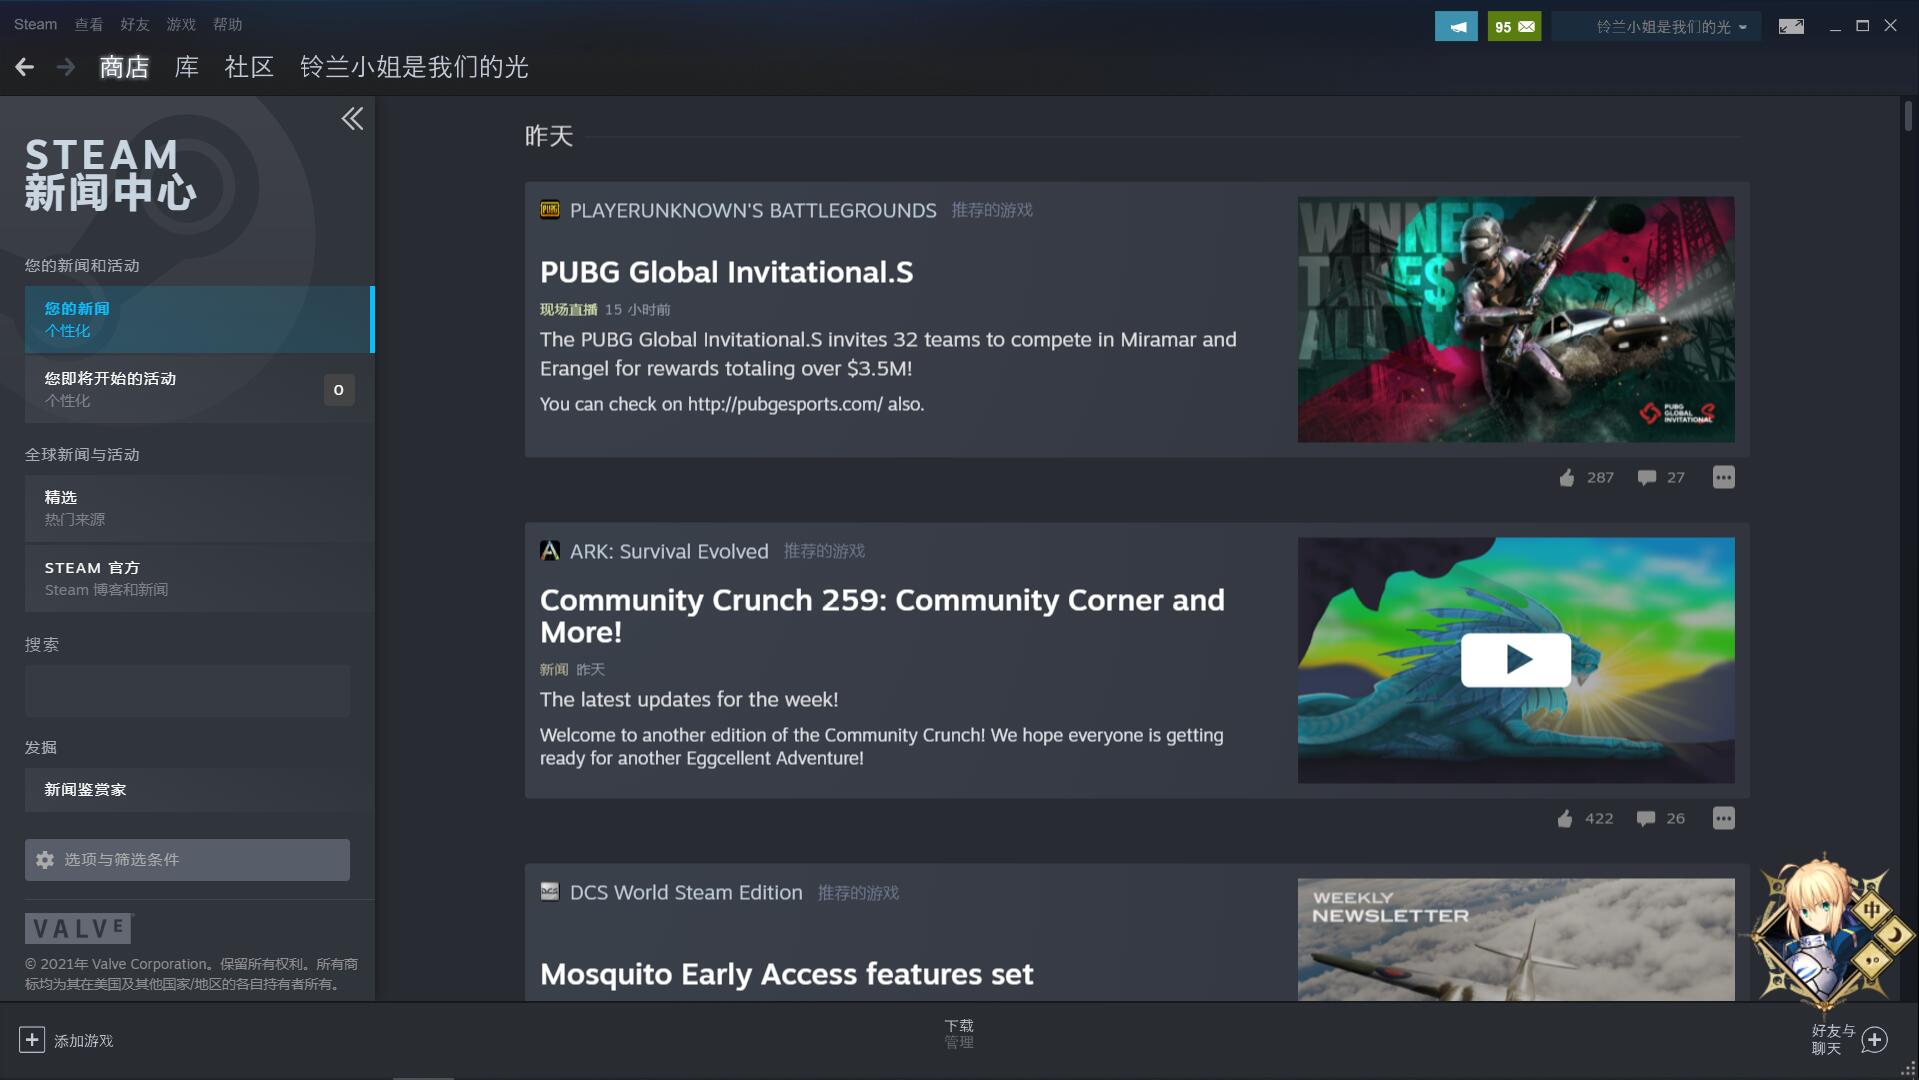 Steam 查看 好友 游戏 帮助
95
铃兰小姐是我们的光
商店 库 社区 铃兰小姐是我们的光
STEAM
新闻中心
您的新闻和活动
您的新闻
个性化
您即将开始的活动
个性化
0
全球新闻与活动
精选
热门来源
STEAM 官方
Steam 博客和新闻
搜索
发掘
新闻鉴赏家
选项与筛选条件
VALVE
© 2021年 Valve Corporation。保留所有权利。所有商
标均为其在美国及其他国家/地区的各自持有者所有。
昨天
PLAYERUNKNOWN'S BATTLEGROUNDS 推荐的游戏
PUBG Global Invitational.S
现场直播 15 小时前
The PUBG Global Invitational.S invites 32 teams to compete in Miramar and
Erangel for rewards totaling over $3.5M!
You can check on http://pubgesports.com/ also.
WINNER
TAKE$
ALL
PUBG
GLOBAL
INVITATIONAL
S
287 27
ARK: Survival Evolved 推荐的游戏
Community Crunch 259: Community Corner and
More!
新闻 昨天
The latest updates for the week!
Welcome to another edition of the Community Crunch! We hope everyone is getting
ready for another Eggcellent Adventure!
422 26
DCS World Steam Edition 推荐的游戏
Mosquito Early Access features set
WEEKLY
NEWSLETTER
中
添加游戏
下载
管理
好友与
聊天